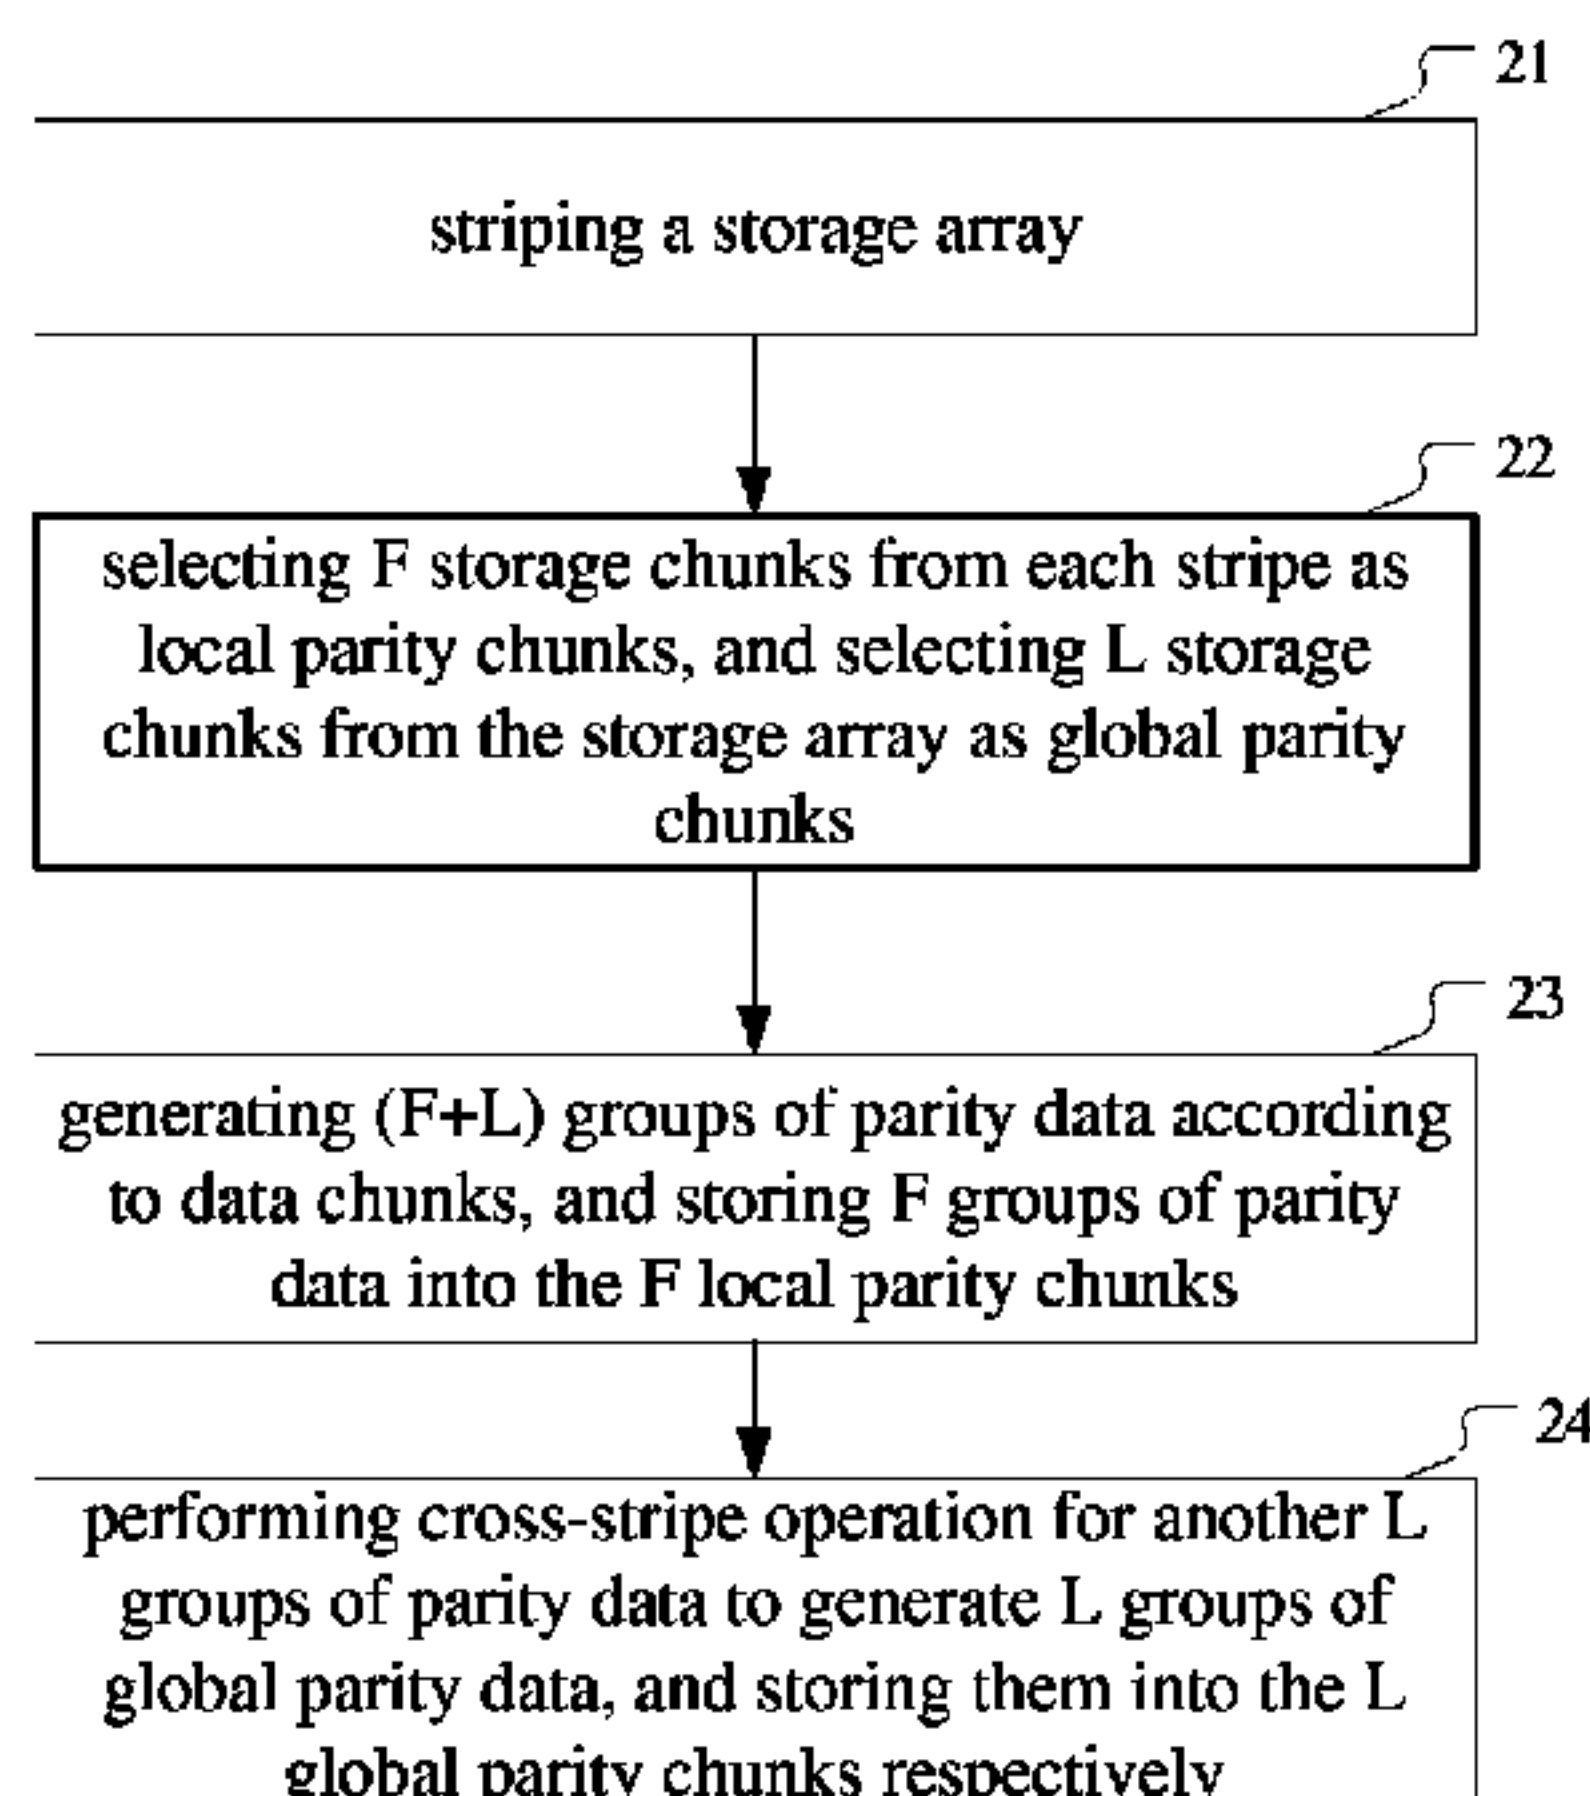 21
striping a storage array
22
selecting F storage chunks from each stripe as
local parity chunks, and selecting L storage
chunks from the storage array as global parity
chunks
23
generating (F+L) groups of parity data according
to data chunks, and storing F groups of parity
data into the F local parity chunks
24
performing cross-stripe operation for another L
groups of parity data to generate L groups of
global parity data, and storing them into the L
global parity chunks respectively